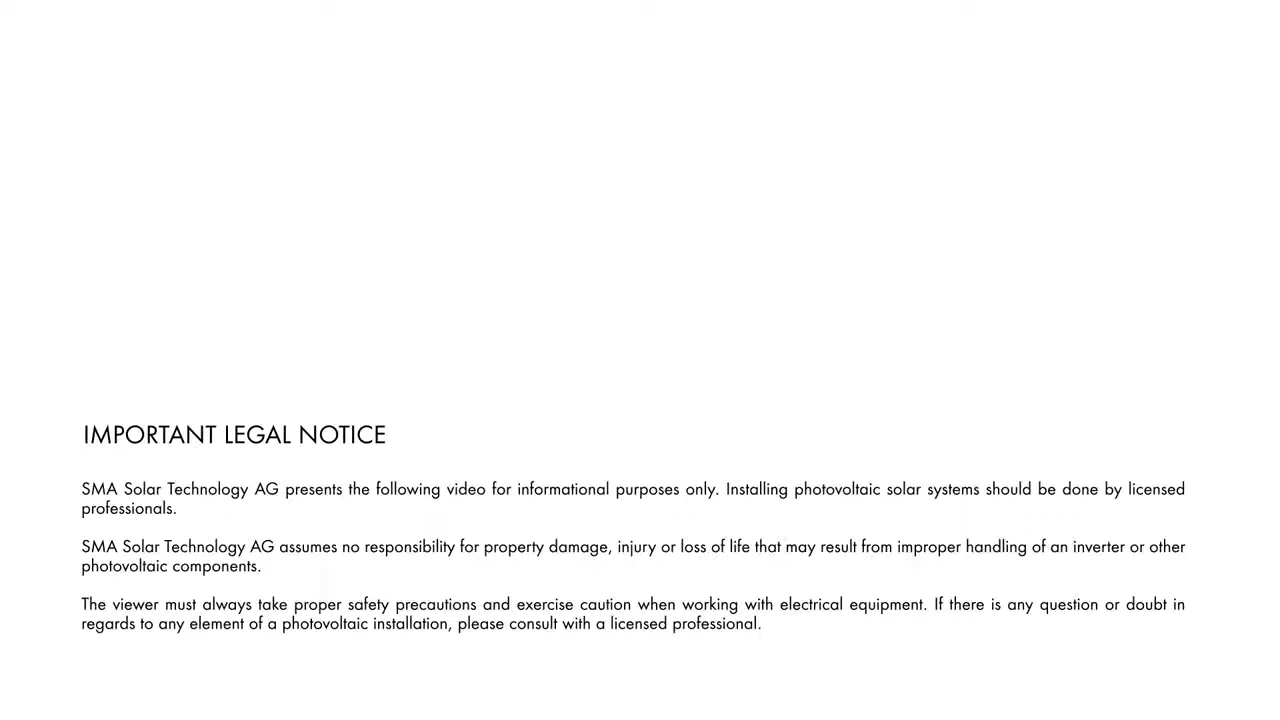 IMPORTANT LEGAL NOTICE
SMA Solar Technology AG presents the following video for informational purposes only. Installing photovoltaic solar systems should be done by licensed
professionals.
SMA Solar Technology AG assumes no responsibility for property damage, injury or loss of life that may result from improper handling of an inverter or other
photovoltaic components.
The viewer must always take proper safety precautions and exercise caution when working with electrical equipment. If there is any question or doubt in
regards to any element of a photovoltaic installation, please consult with a licensed professional.